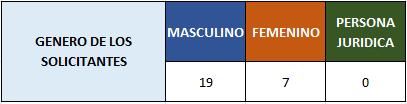 GENERO DE LOS
SOLICITANTES
MASCULINO
FEMENINO
PERSONA
JURIDICA
19
7
0